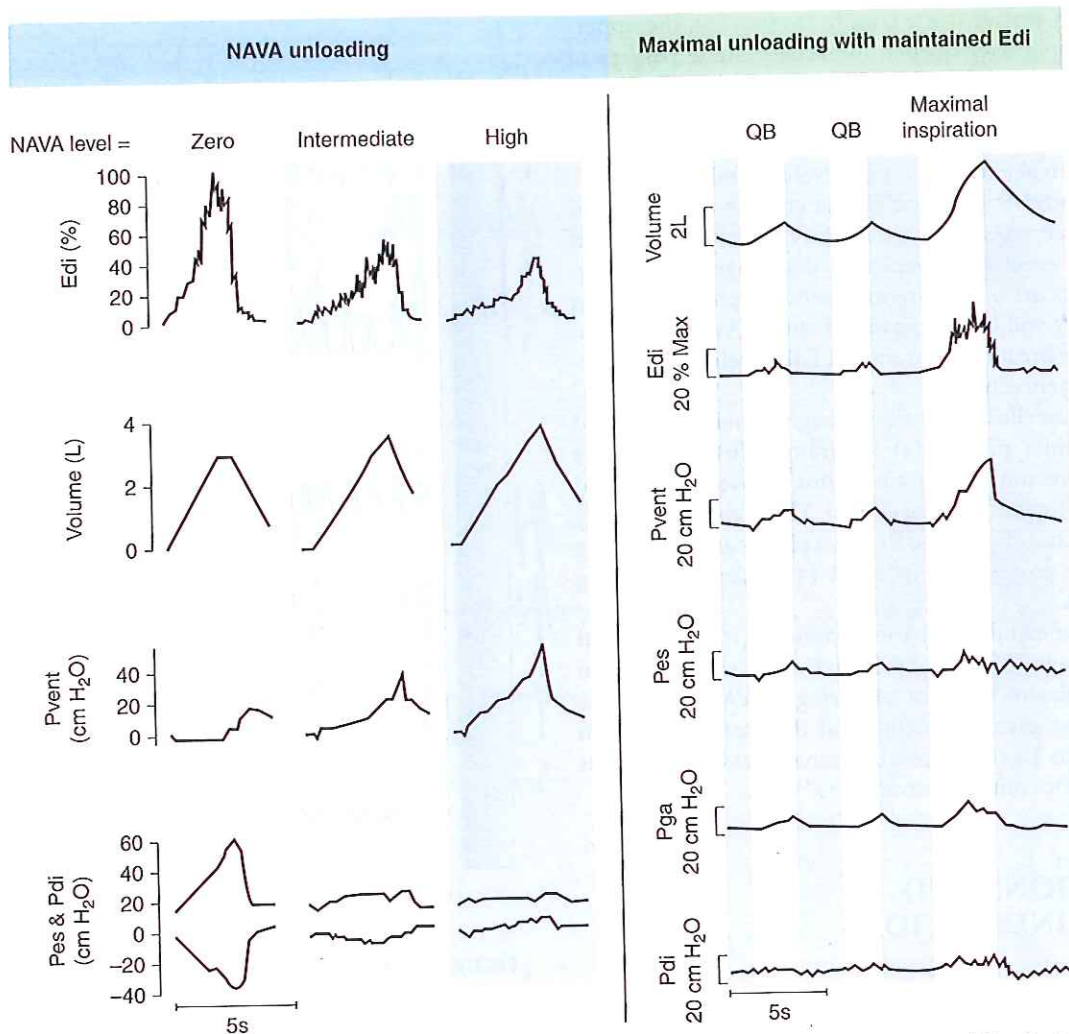 NAVA unloading
Maximal unloading with maintained Edi
NAVA level =
Zero
Intermediate
High
Edi (%)
100
80
60
40
20
0
Volume (L)
4
2
0
Pvent
(cm H₂O)
40
20
0
Pes & Pdi
(cm H₂O)
60
40
20
0
−20
−40
5s
QB
QB
Maximal
inspiration
Volume
2L
Edi
20 % Max
Pvent
20 cm H₂O
Pes
20 cm H₂O
Pga
20 cm H₂O
Pdi
20 cm H₂O
5s